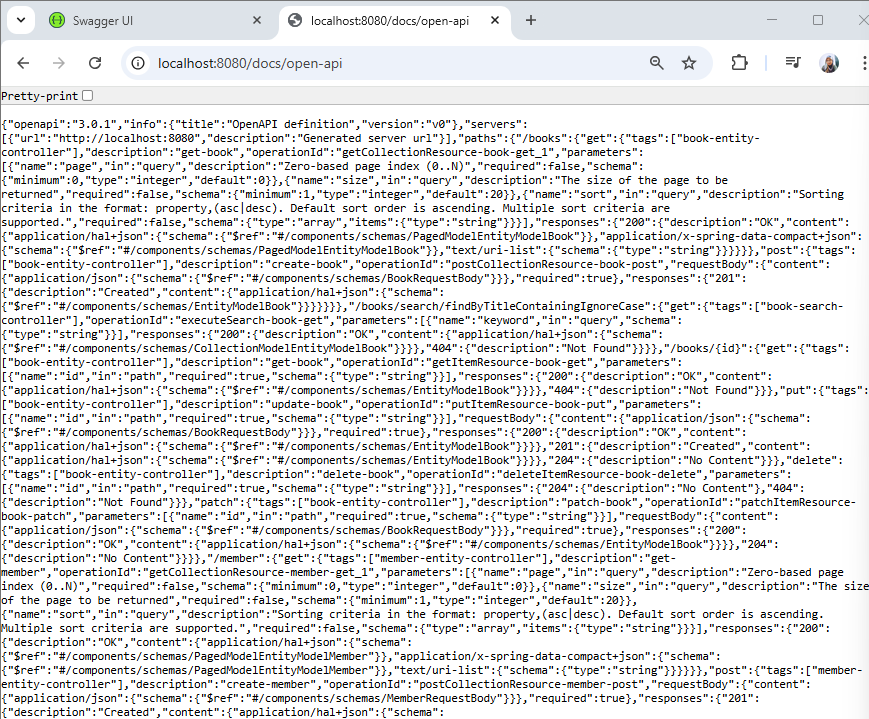 Swagger UI
localhost:8080/docs/open-api
localhost:8080/docs/open-api
Pretty-print
{"openapi":"3.0.1","info":{"title":"OpenAPI definition","version":"v0"},"servers":
[{"url":"http://localhost:8080","description":"Generated server url"}],"paths":{"/books":{"get":{"tags":["book-entity-
controller"],"description":"get-book","operationId":"getCollectionResource-book-get_1","parameters":
[{"name":"page","in":"query","description":"Zero-based page index (0..N)","required":false,"schema":
{"minimum":0,"type":"integer","default":0}},{"name":"size","in":"query","description":"The size of the page to be
returned","required":false,"schema":{"minimum":1,"type":"integer","default":20}},{"name":"sort","in":"query","description":"Sorting
criteria in the format: property,(asc|desc). Default sort order is ascending. Multiple sort criteria are
supported.","required":false,"schema":{"type":"array","items":{"type":"string"}}}],"responses":{"200":{"description":"OK","content":
{"application/hal+json":{"schema":{"$ref":"#/components/schemas/PagedModelEntityModelBook"}},"application/x-spring-data-compact+json":
{"schema":{"$ref":"#/components/schemas/PagedModelEntityModelBook"}},"text/uri-list":{"schema":{"type":"string"}}}}}},"post":{"tags":
["book-entity-controller"],"description":"create-book","operationId":"postCollectionResource-book-post","requestBody":{"content":
{"application/json":{"schema":{"$ref":"#/components/schemas/BookRequestBody"}}},"required":true},"responses":{"201":
{"description":"Created","content":{"application/hal+json":{"schema":
{"$ref":"#/components/schemas/EntityModelBook"}}}}}}},"/books/search/findByTitleContainingIgnoreCase":{"get":{"tags":["book-search-
controller"],"operationId":"executeSearch-book-get","parameters":[{"name":"keyword","in":"query","schema":
{"type":"string"}}],"responses":{"200":{"description":"OK","content":{"application/hal+json":{"schema":
{"$ref":"#/components/schemas/CollectionModelEntityModelBook"}}}},"404":{"description":"Not Found"}}}},"/books/{id}":{"get":{"tags":
["book-entity-controller"],"description":"get-book","operationId":"getItemResource-book-get","parameters":
[{"name":"id","in":"path","required":true,"schema":{"type":"string"}}],"responses":{"200":{"description":"OK","content":
{"application/hal+json":{"schema":{"$ref":"#/components/schemas/EntityModelBook"}}}},"404":{"description":"Not Found"}}},"put":{"tags":
["book-entity-controller"],"description":"update-book","operationId":"putItemResource-book-put","parameters":
[{"name":"id","in":"path","required":true,"schema":{"type":"string"}}],"requestBody":{"content":{"application/json":{"schema":
{"$ref":"#/components/schemas/BookRequestBody"}}},"required":true},"responses":{"200":{"description":"OK","content":
{"application/hal+json":{"schema":{"$ref":"#/components/schemas/EntityModelBook"}}}},"201":{"description":"Created","content":
{"application/hal+json":{"schema":{"$ref":"#/components/schemas/EntityModelBook"}}}},"204":{"description":"No Content"}}},"delete":
{"tags":["book-entity-controller"],"description":"delete-book","operationId":"deleteItemResource-book-delete","parameters":
[{"name":"id","in":"path","required":true,"schema":{"type":"string"}}],"responses":{"204":{"description":"No Content"},"404":
{"description":"Not Found"}}},"patch":{"tags":["book-entity-controller"],"description":"patch-book","operationId":"patchItemResource-
book-patch","parameters":[{"name":"id","in":"path","required":true,"schema":{"type":"string"}}],"requestBody":{"content":
{"application/json":{"schema":{"$ref":"#/components/schemas/BookRequestBody"}}},"required":true},"responses":{"200":
{"description":"OK","content":{"application/hal+json":{"schema":{"$ref":"#/components/schemas/EntityModelBook"}}}},"204":
{"description":"No Content"}}}},"/member":{"get":{"tags":["member-entity-controller"],"description":"get-
member","operationId":"getCollectionResource-member-get_1","parameters":[{"name":"page","in":"query","description":"Zero-based page
index (0..N)","required":false,"schema":{"minimum":0,"type":"integer","default":0}},{"name":"size","in":"query","description":"The size
of the page to be returned","required":false,"schema":{"minimum":1,"type":"integer","default":20}},
{"name":"sort","in":"query","description":"Sorting criteria in the format: property,(asc|desc). Default sort order is ascending.
Multiple sort criteria are supported.","required":false,"schema":{"type":"array","items":{"type":"string"}}}],"responses":{"200":
{"description":"OK","content":{"application/hal+json":{"schema":
{"$ref":"#/components/schemas/PagedModelEntityModelMember"}},"application/x-spring-data-compact+json":{"schema":
{"$ref":"#/components/schemas/PagedModelEntityModelMember"}},"text/uri-list":{"schema":{"type":"string"}}}}}},"post":{"tags":["member-
entity-controller"],"description":"create-member","operationId":"postCollectionResource-member-post","requestBody":{"content":
{"application/json":{"schema":{"$ref":"#/components/schemas/MemberRequestBody"}}},"required":true},"responses":{"201":
{"description":"Created","content":{"application/hal+json":{"schema":